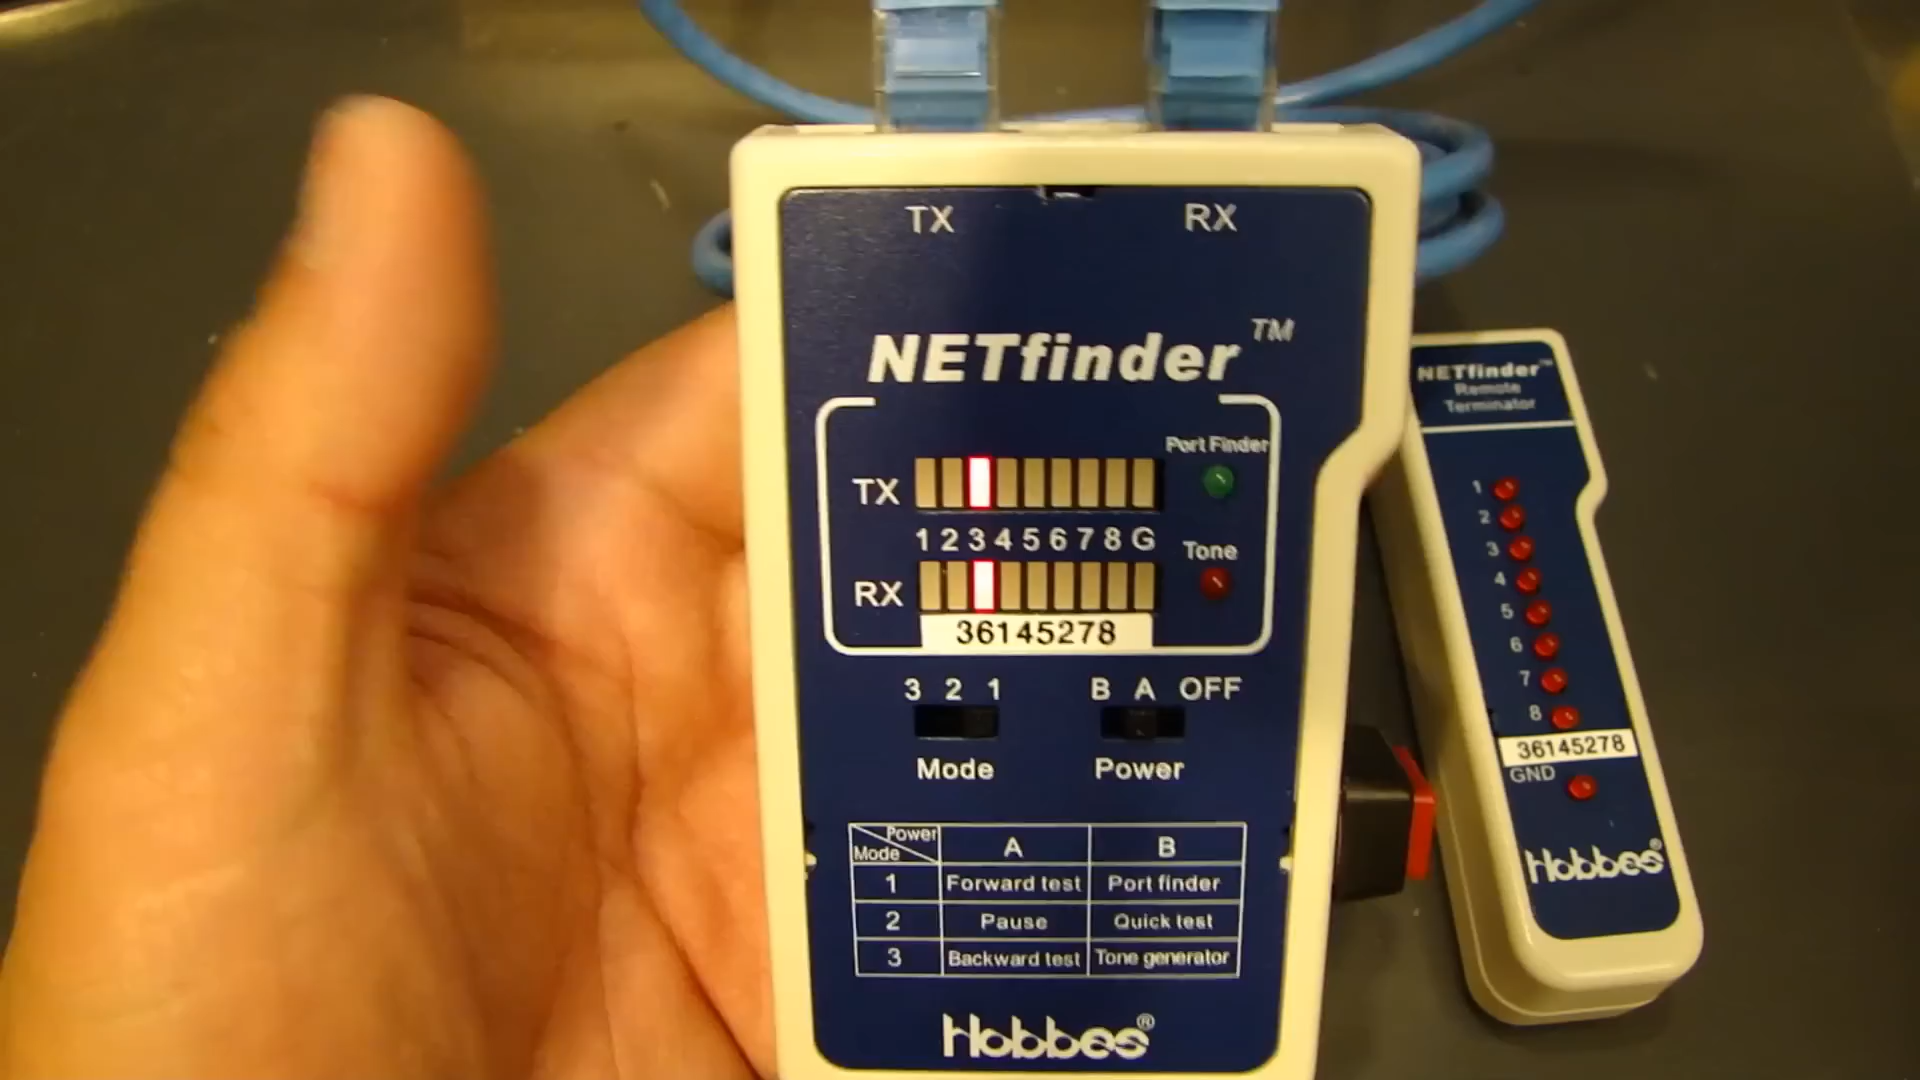 TX RX
NETfinder TM
Port Finder
TX
1 2 3 4 5 6 7 8 G
Tone
RX
36145278
3 2 1
B A OFF
Mode
Power
Power
Mode
A
B
1 Forward test Port finder
2 Pause Quick test
3 Backward test Tone generator
Hobbes®
NETfinder™
Remote
Terminator
1
2
3
4
5
6
7
8
36145278
GND
Hobbes®